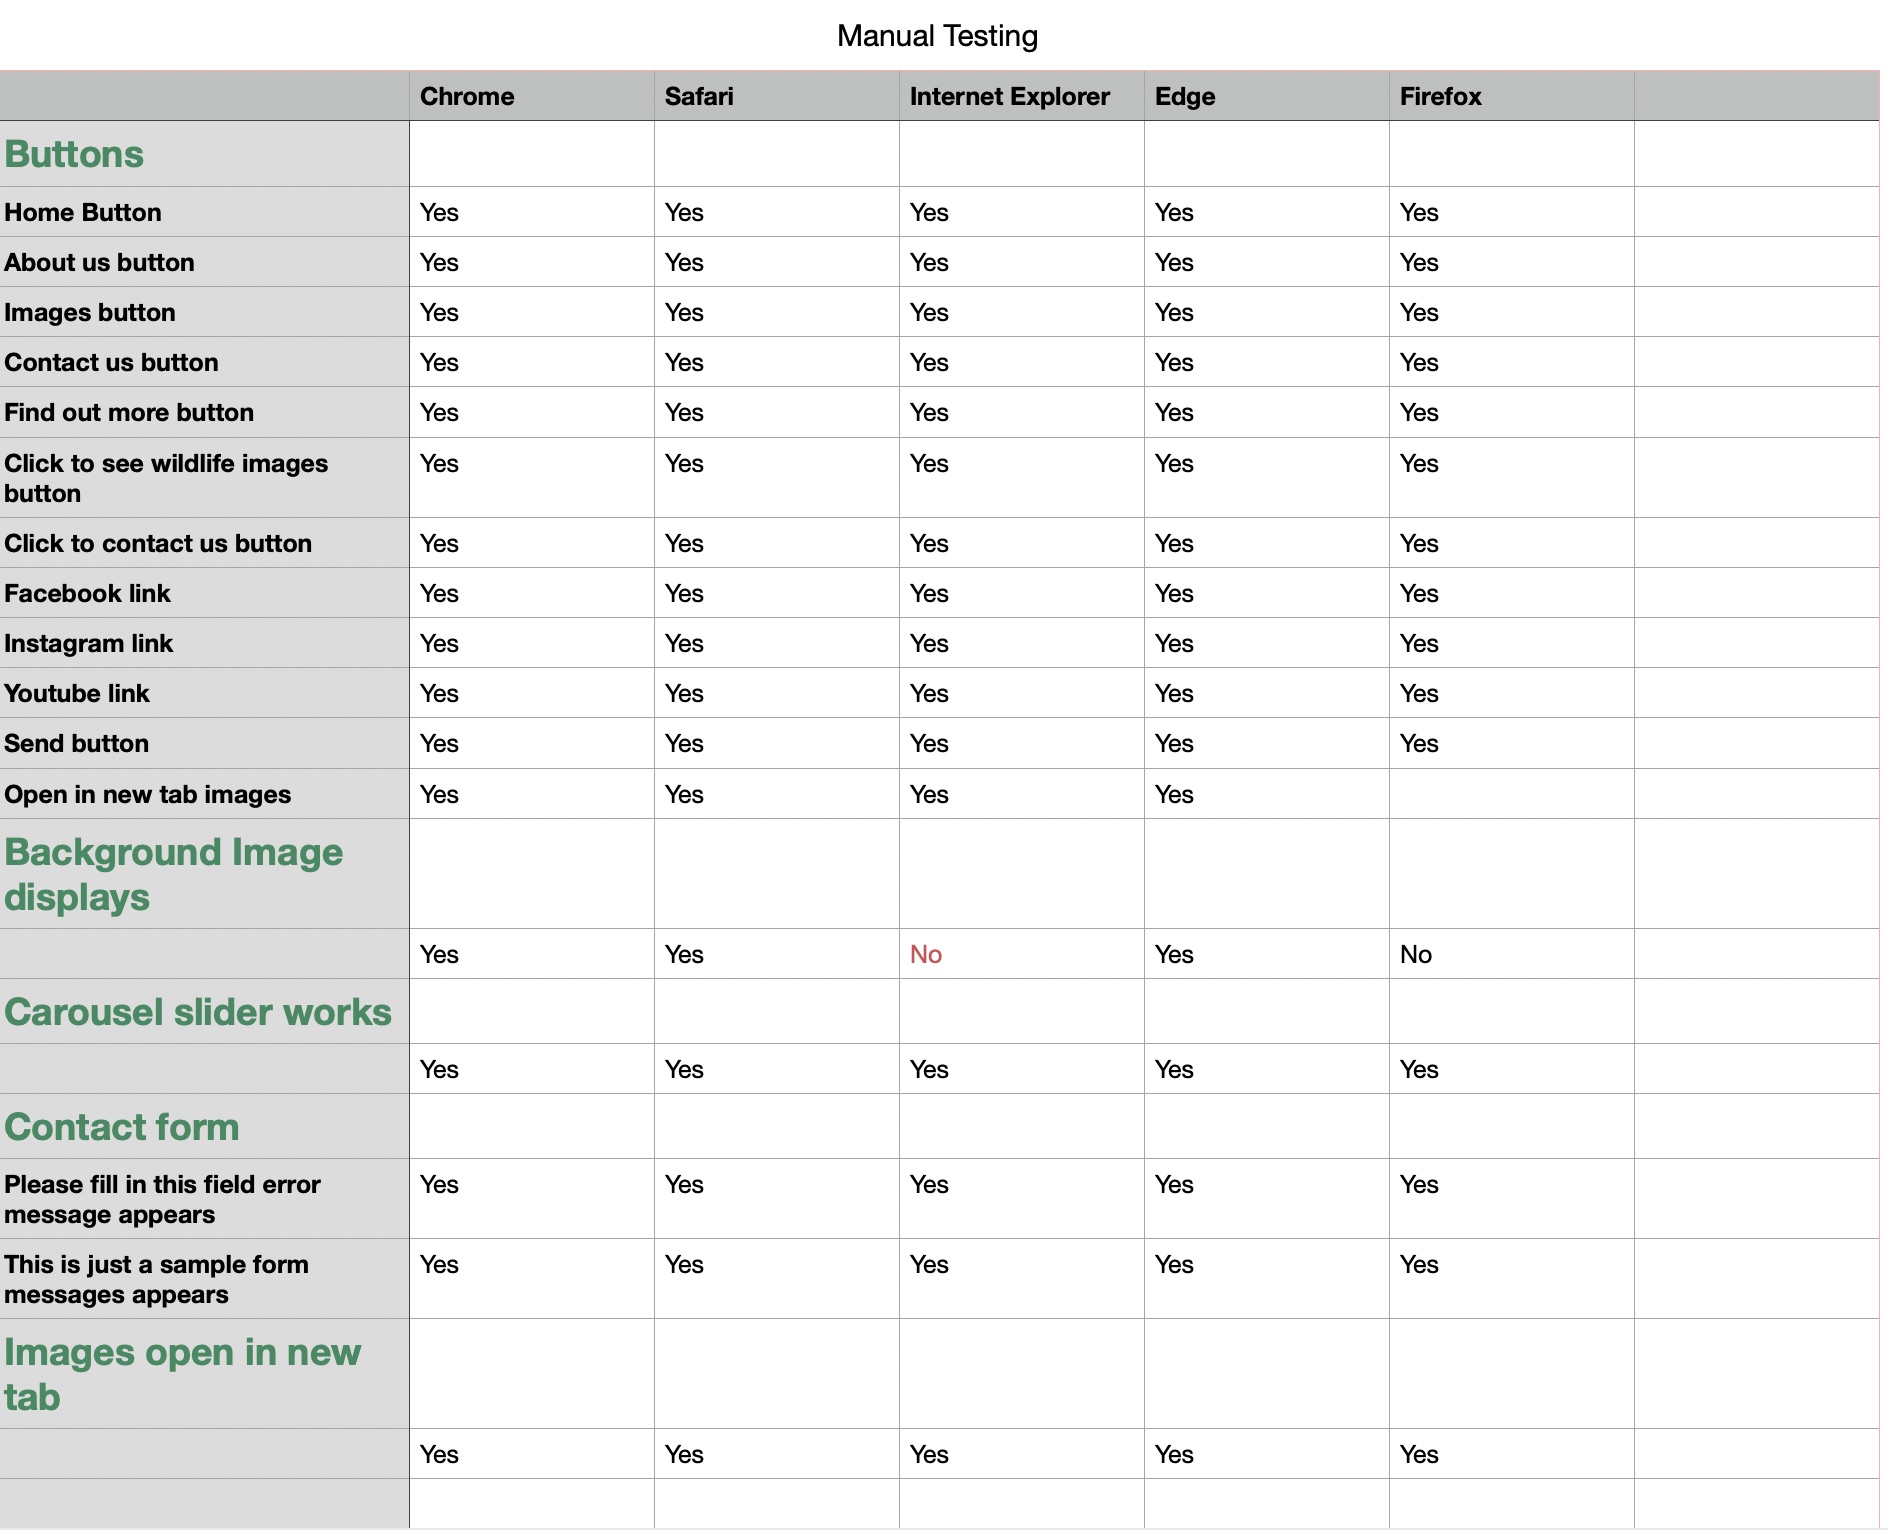 Manual Testing
Chrome Safari Internet Explorer Edge Firefox
Buttons
Home Button Yes Yes Yes Yes Yes
About us button Yes Yes Yes Yes Yes
Images button Yes Yes Yes Yes Yes
Contact us button Yes Yes Yes Yes Yes
Find out more button Yes Yes Yes Yes Yes
Click to see wildlife images Yes Yes Yes Yes Yes
button
Click to contact us button Yes Yes Yes Yes Yes
Facebook link Yes Yes Yes Yes Yes
Instagram link Yes Yes Yes Yes Yes
Youtube link Yes Yes Yes Yes Yes
Send button Yes Yes Yes Yes Yes
Open in new tab images Yes Yes Yes Yes
Background Image
displays
Yes Yes No Yes No
Carousel slider works
Yes Yes Yes Yes Yes
Contact form
Please fill in this field error Yes Yes Yes Yes Yes
message appears
This is just a sample form Yes Yes Yes Yes Yes
messages appears
Images open in new
tab
Yes Yes Yes Yes Yes